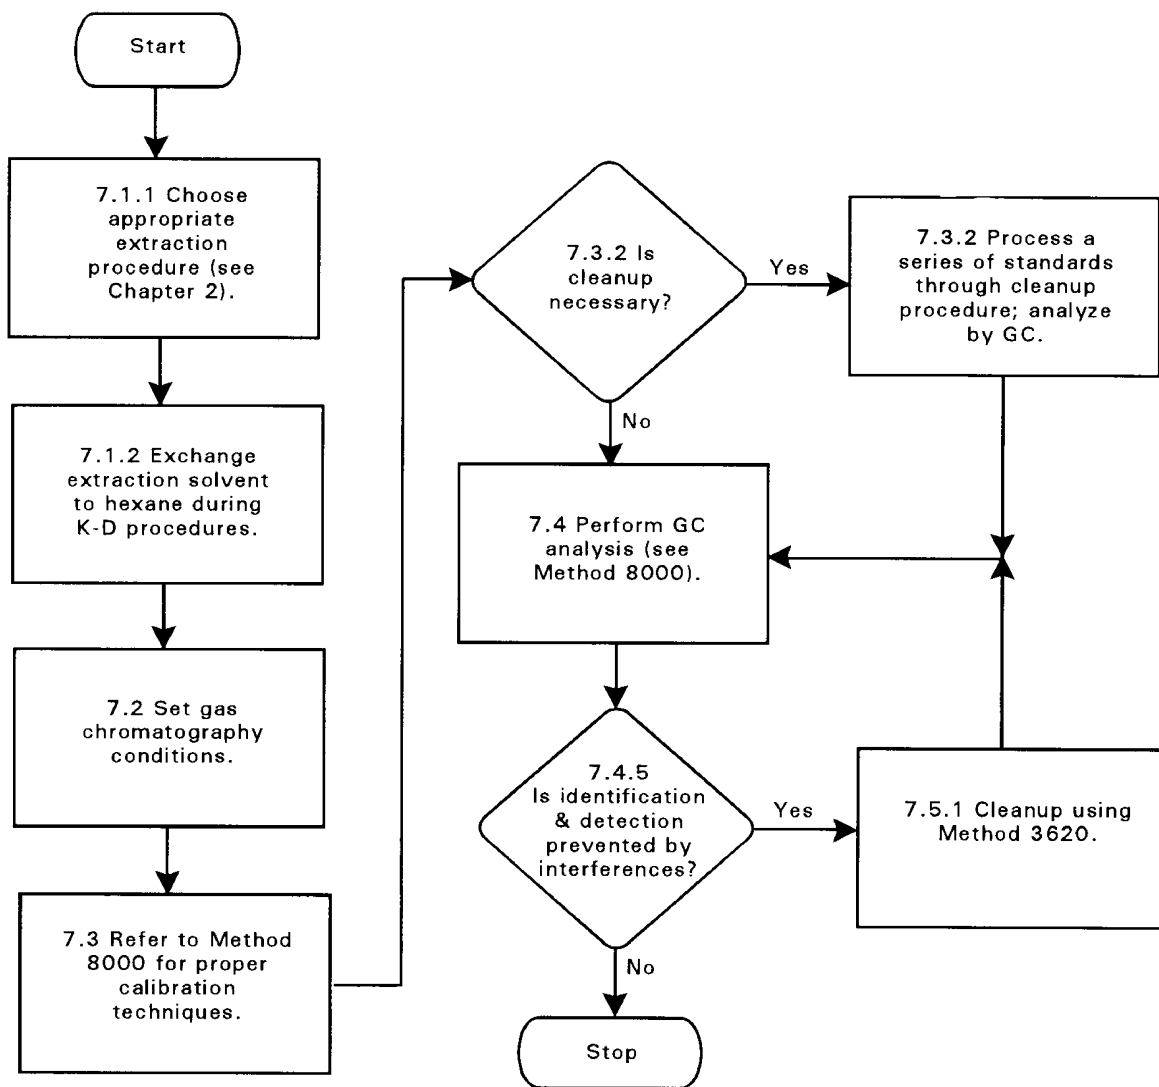 Start
7.1.1 Choose
appropriate
extraction
procedure (see
Chapter 2).
7.1.2 Exchange
extraction solvent
to hexane during
K-D procedures.
7.2 Set gas
chromatography
conditions.
7.3 Refer to Method
8000 for proper
calibration
techniques.
7.3.2 Is
cleanup
necessary?
Yes
7.3.2 Process a
series of standards
through cleanup
procedure; analyze
by GC.
No
7.4 Perform GC
analysis (see
Method 8000).
7.4.5
Is identification
& detection
prevented by
interferences?
Yes
7.5.1 Cleanup using
Method 3620.
No
Stop